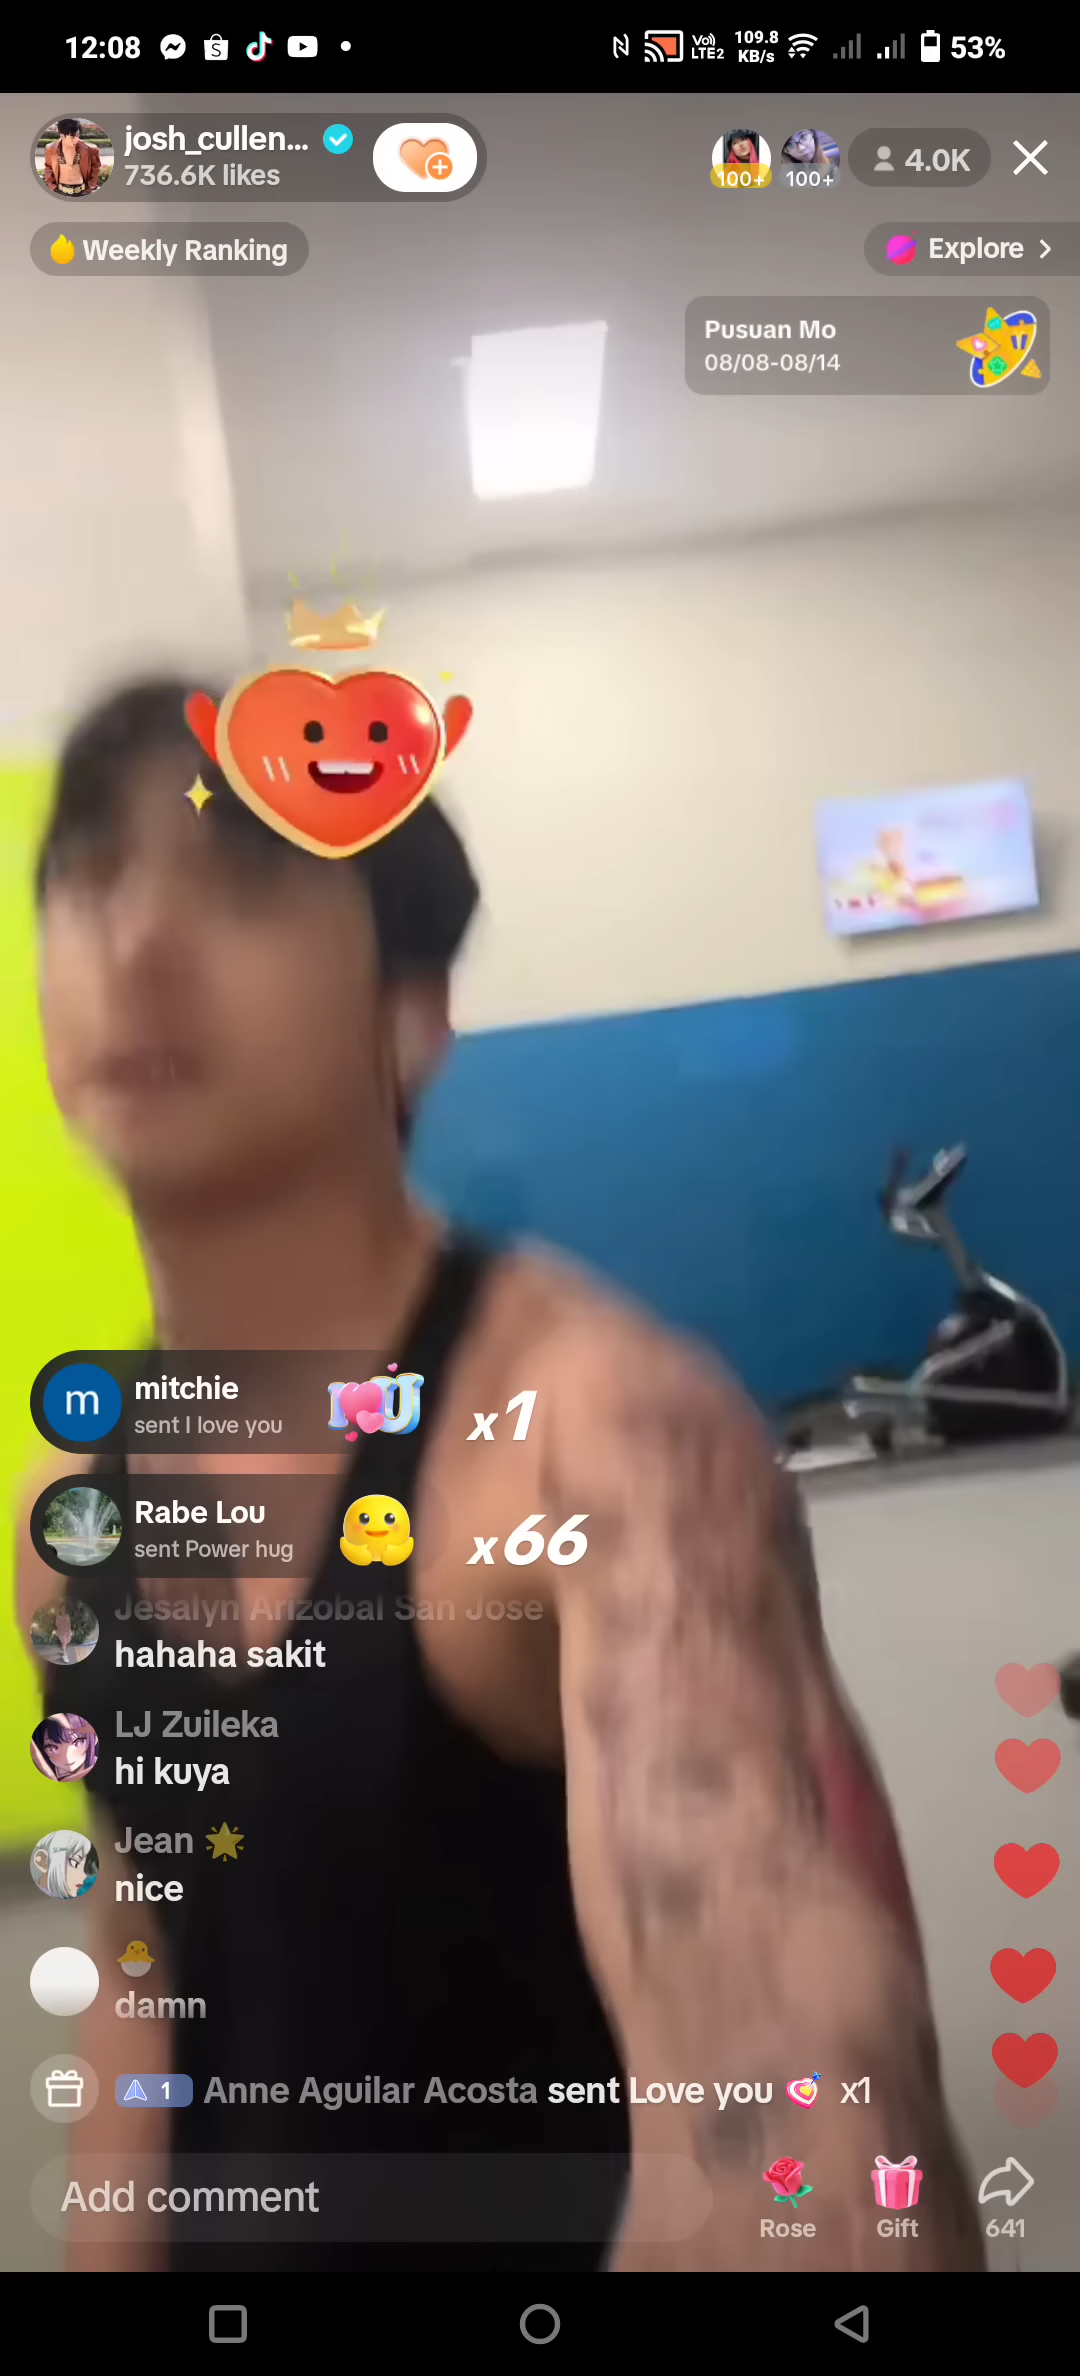 12:08
109.8
KB/s
Vo))
LTE2
53%
josh_cullen...
736.6K likes
100+
100+
4.0K
Weekly Ranking
Explore
Pusuan Mo
08/08-08/14
m
mitchie
sent I love you
x1
Rabe Lou
sent Power hug
x66
Jesalyn Arizobal San Jose
hahaha sakit
LJ Zuileka
hi kuya
Jean
nice
damn
1 Anne Aguilar Acosta sent Love you x1
Add comment
Rose
Gift
641